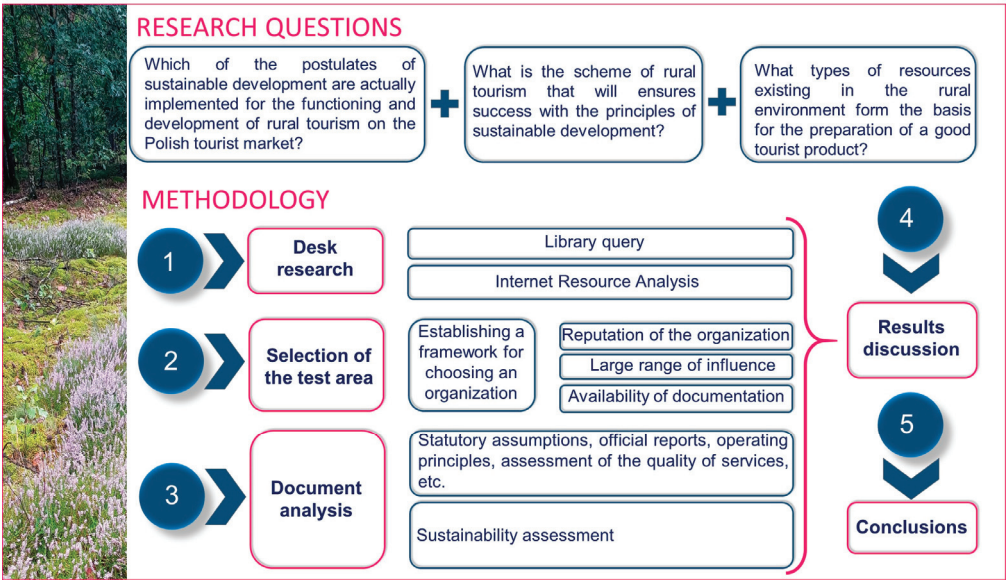 RESEARCH QUESTIONS
Which of the postulates of
sustainable development are actually
implemented for the functioning and
development of rural tourism on the
Polish tourist market?
What is the scheme of rural
tourism that will ensures
success with the principles of
sustainable development?
What types of resources
existing in the rural
environment form the basis
for the preparation of a good
tourist product?
METHODOLOGY
1
Desk
research
Library query
Internet Resource Analysis
2
Selection of
the test area
Establishing a
framework for
choosing an
organization
Reputation of the organization
Large range of influence
Availability of documentation
3
Document
analysis
Statutory assumptions, official reports, operating
principles, assessment of the quality of services,
etc.
Sustainability assessment
4
Results
discussion
5
Conclusions